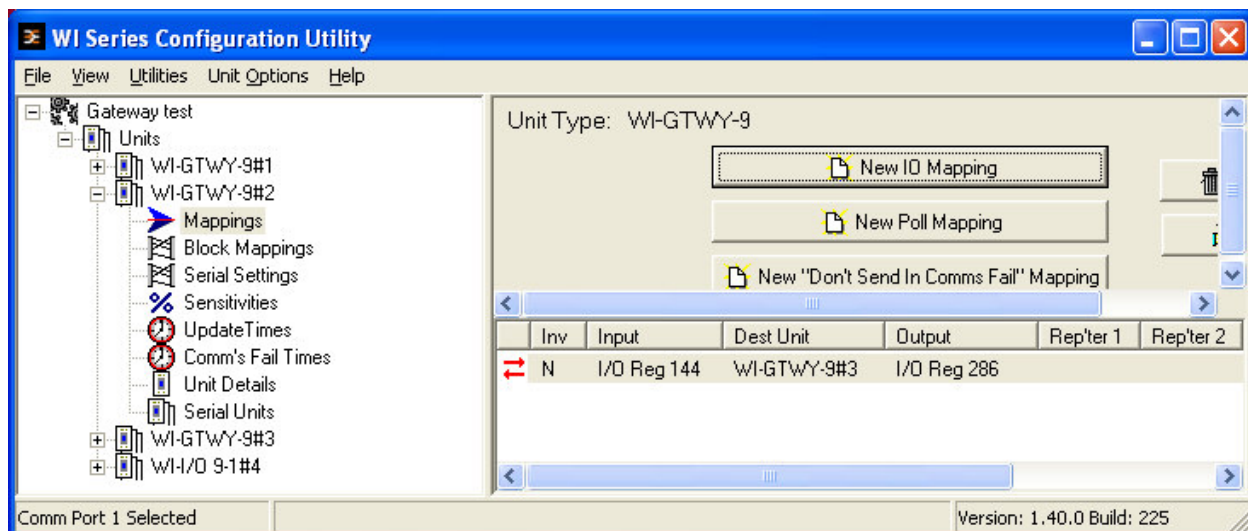 WI Series Configuration Utility
File View Utilities Unit Options Help
Gateway test
Units
WI-GTWY-9#1
WI-GTWY-9#2
Mappings
Block Mappings
Serial Settings
Sensitivities
UpdateTimes
Comm's Fail Times
Unit Details
Serial Units
WI-GTWY-9#3
WI-I/O 9-1#4
Unit Type: WI-GTWY-9
New IO Mapping
New Poll Mapping
New "Don't Send In Comms Fail" Mapping
Inv Input Dest Unit Output Rep'ter 1 Rep'ter 2
N I/O Reg 144 WI-GTWY-9#3 I/O Reg 286
Comm Port 1 Selected
Version: 1.40.0 Build: 225